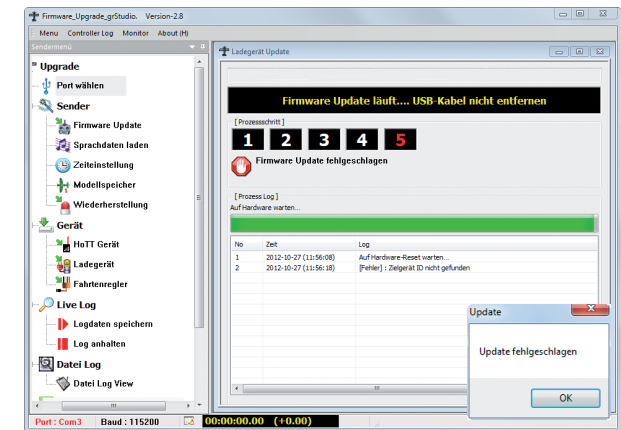 Firmware_Upgrade_grStudio. Version-2.8
Menu Controller Log Monitor About (H)
Sendermenü
Upgrade
Port wählen
Sender
Firmware Update
Sprachdaten laden
Zeiteinstellung
Modellspeicher
Wiederherstellung
Gerät
HoTT Gerät
Ladegerät
Fahrtenregler
Live Log
Logdaten speichern
Log anhalten
Datei Log
Datei Log View
Ladegerät Update
Firmware Update läuft.... USB-Kabel nicht entfernen
[ Prozessschritt ]
1 2 3 4 5
Firmware Update fehlgeschlagen
[ Prozess Log ]
Auf Hardware warten...
No Zeit Log
1 2012-10-27 (11:56:08) Auf Hardware-Reset warten...
2 2012-10-27 (11:56:18) [Fehler] : Zielgerät ID nicht gefunden
Update
Update fehlgeschlagen
OK
Port : Com3 Baud : 115200 00:00:00.00 (+0.00)